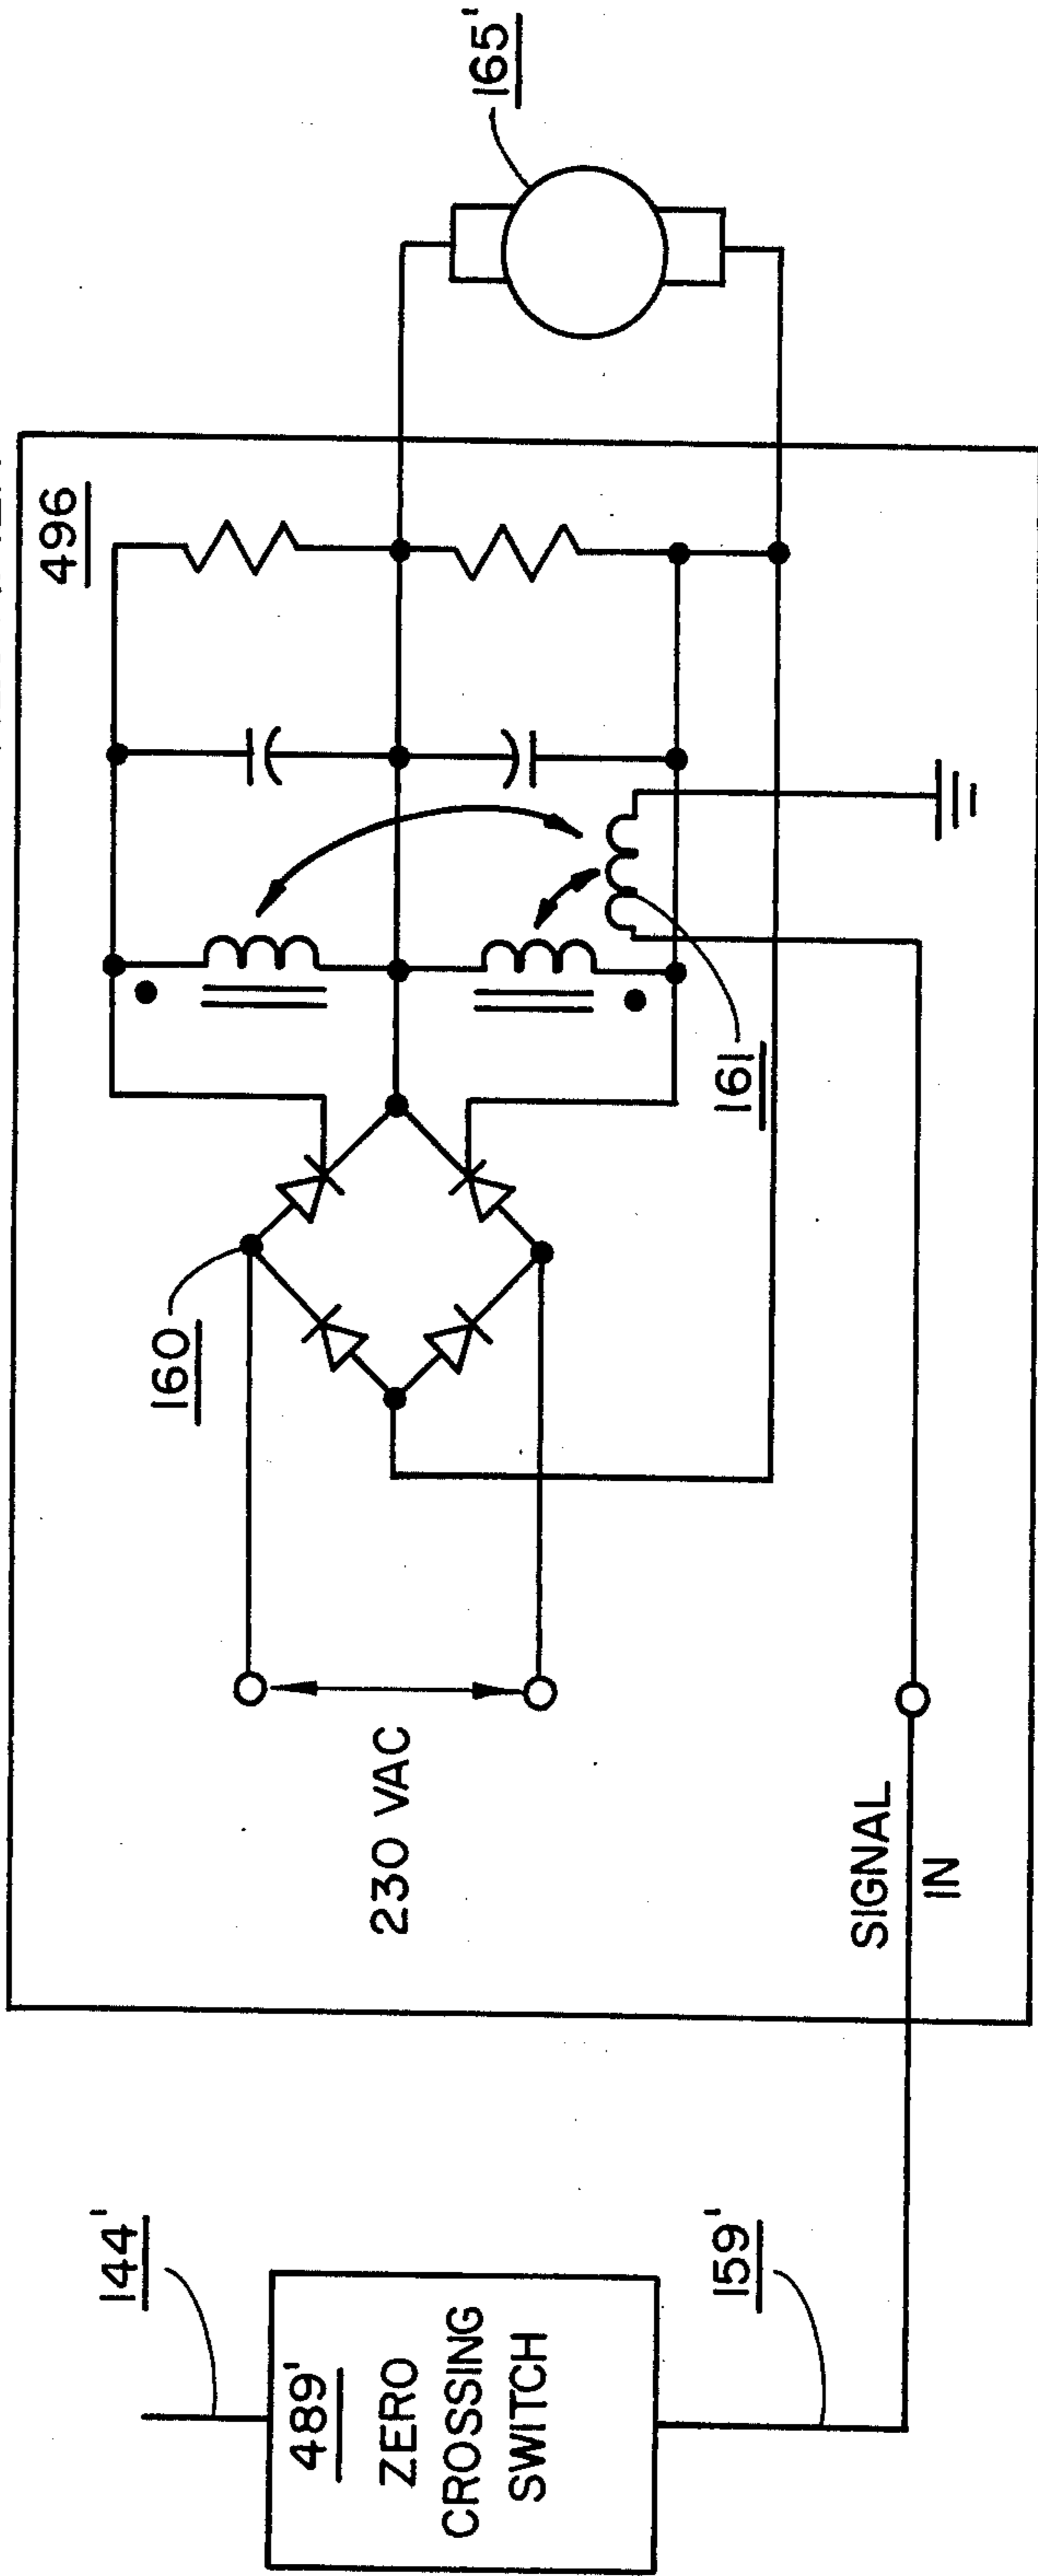 144'
489'
ZERO
CROSSING
SWITCH
159'
230 VAC
SIGNAL
IN
160
161
496
165'